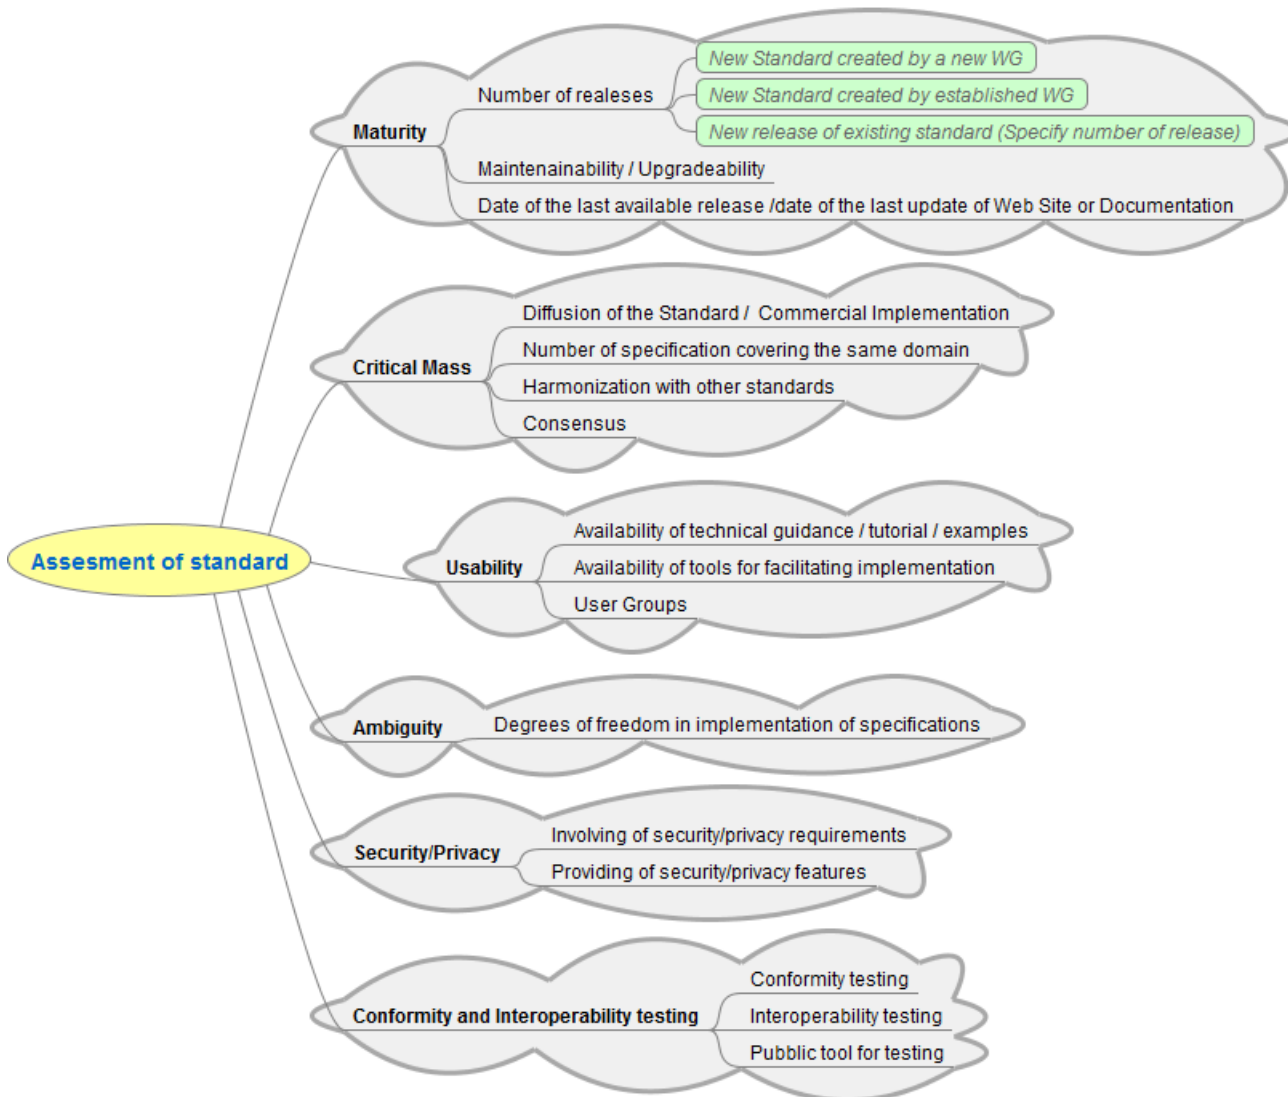 Assesment of standard
Maturity
Number of realeses
New Standard created by a new WG
New Standard created by established WG
New release of existing standard (Specify number of release)
Maintenainability / Upgradeability
Date of the last available release /date of the last update of Web Site or Documentation
Critical Mass
Diffusion of the Standard /  Commercial Implementation
Number of specification covering the same domain
Harmonization with other standards
Consensus
Usability
Availability of technical guidance / tutorial / examples
Availability of tools for facilitating implementation
User Groups
Ambiguity
Degrees of freedom in implementation of specifications
Security/Privacy
Involving of security/privacy requirements
Providing of security/privacy features
Conformity and Interoperability testing
Conformity testing
Interoperability testing
Pubblic tool for testing